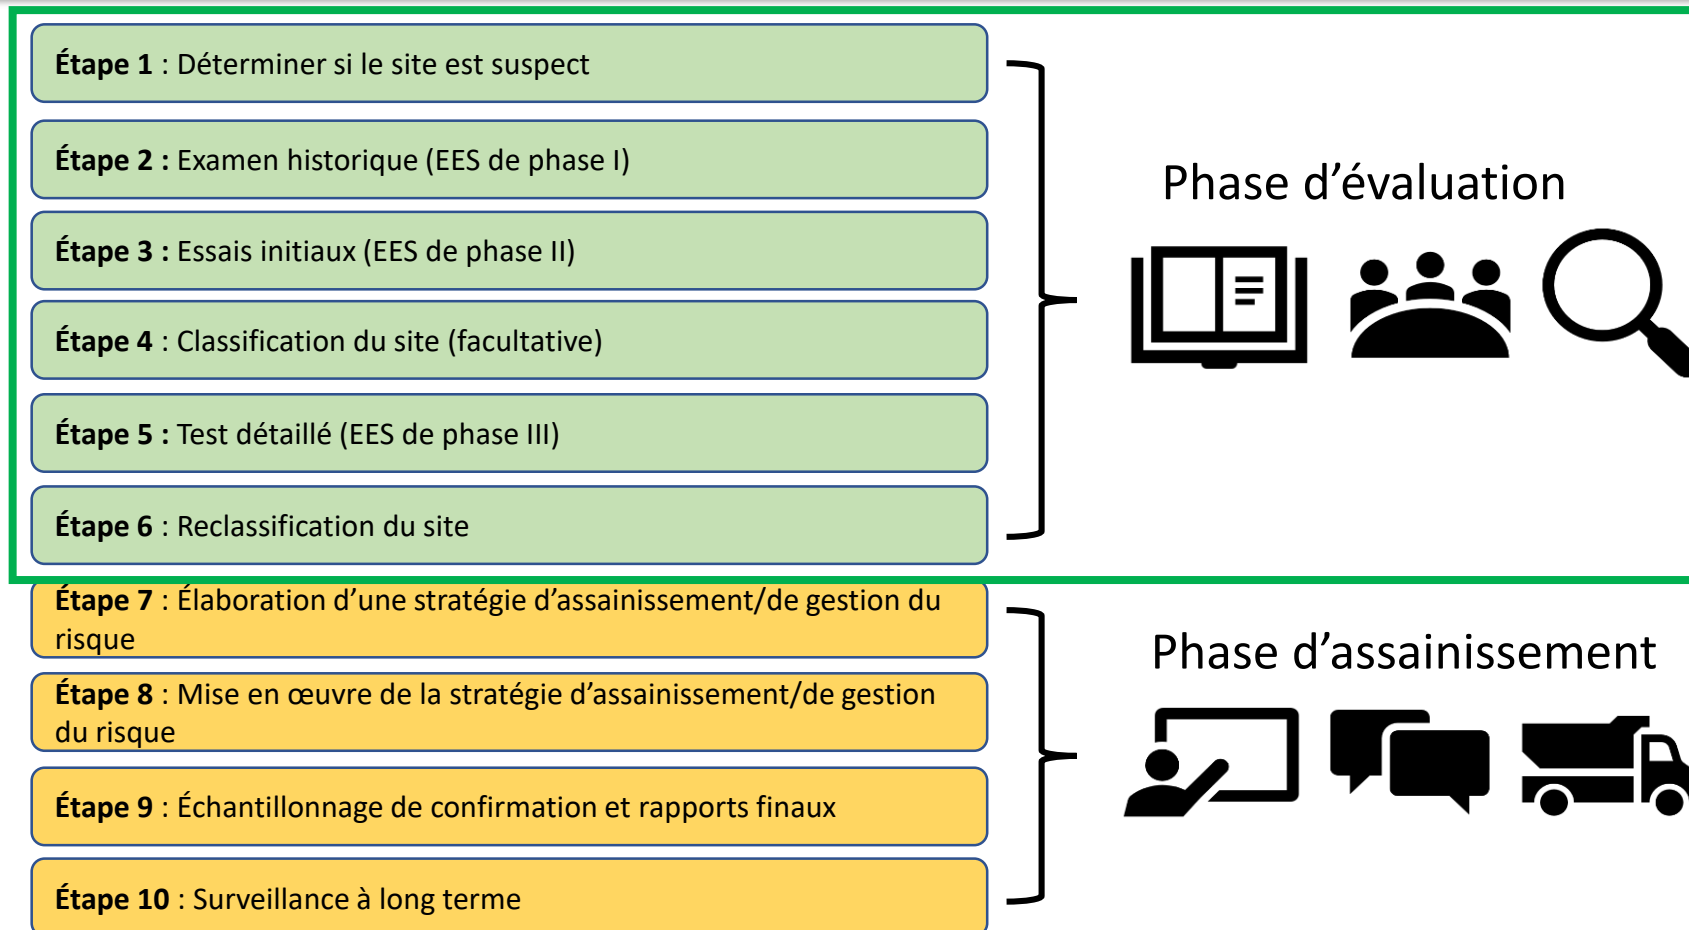 Étape 1 : Déterminer si le site est suspect
Étape 2 : Examen historique (EES de phase I)
Étape 3 : Essais initiaux (EES de phase II)
Étape 4 : Classification du site (facultative)
Étape 5 : Test détaillé (EES de phase III)
Étape 6 : Reclassification du site
Phase d’évaluation
Étape 7 : Élaboration d’une stratégie d’assainissement/de gestion du
risque
Étape 8 : Mise en œuvre de la stratégie d’assainissement/de gestion
du risque
Étape 9 : Échantillonnage de confirmation et rapports finaux
Étape 10 : Surveillance à long terme
Phase d’assainissement